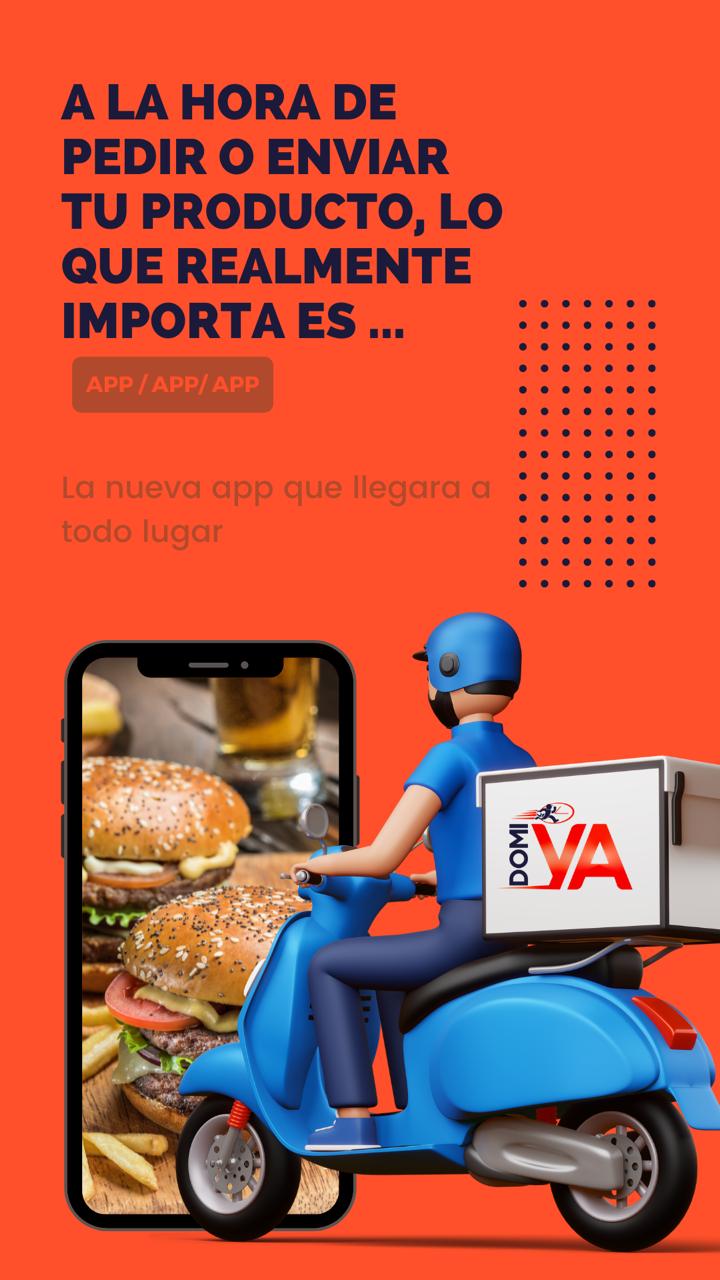 A LA HORA DE
PEDIR O ENVIAR
TU PRODUCTO, LO
QUE REALMENTE
IMPORTA ES ...
APP / APP/ APP
La nueva app que llegara a
todo lugar
DOMI
YA